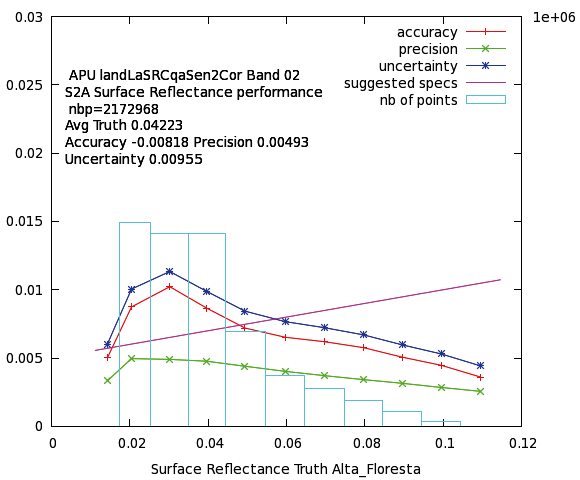 0.03
1e+06
accuracy
precision
uncertainty
suggested specs
nb of points
APU landLaSRCqaSen2Cor Band 02
S2A Surface Reflectance performance
nbp=2172968
Avg Truth 0.04223
Accuracy -0.00818 Precision 0.00493
Uncertainty 0.00955
0.025
0.02
0.015
0.01
0.005
0
0 0.02 0.04 0.06 0.08 0.1 0.12
Surface Reflectance Truth Alta_Floresta